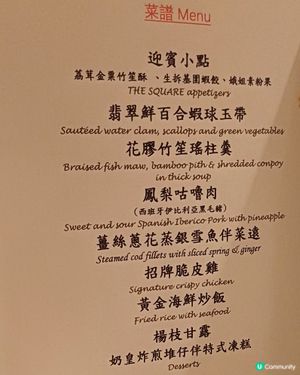 菜譜 Menu
迎賓小點
荔茸金粟竹笙酥、生拆基圍蝦餃、娥姐素粉果
THE SQUARE appetizers
翡翠鮮百合蝦球玉帶
Sautéed water clam, scallops and green vegetables
花膠竹笙瑤柱羹
Braised fish maw, bamboo pith & shredded conpoy
in thick soup
鳳梨咕嚕肉
(西班牙伊比利亞黑毛豬)
Sweet and sour Spanish Iberico Pork with pineapple
薑絲蔥花蒸銀雪魚伴菜遠
Steamed cod fillets with sliced spring & ginger
招牌脆皮雞
Signature crispy chicken
黃金海鮮炒飯
Fried rice with seafood
楊枝甘露
奶皇炸煎堆仔伴特式凍糕
Desserts
U Community